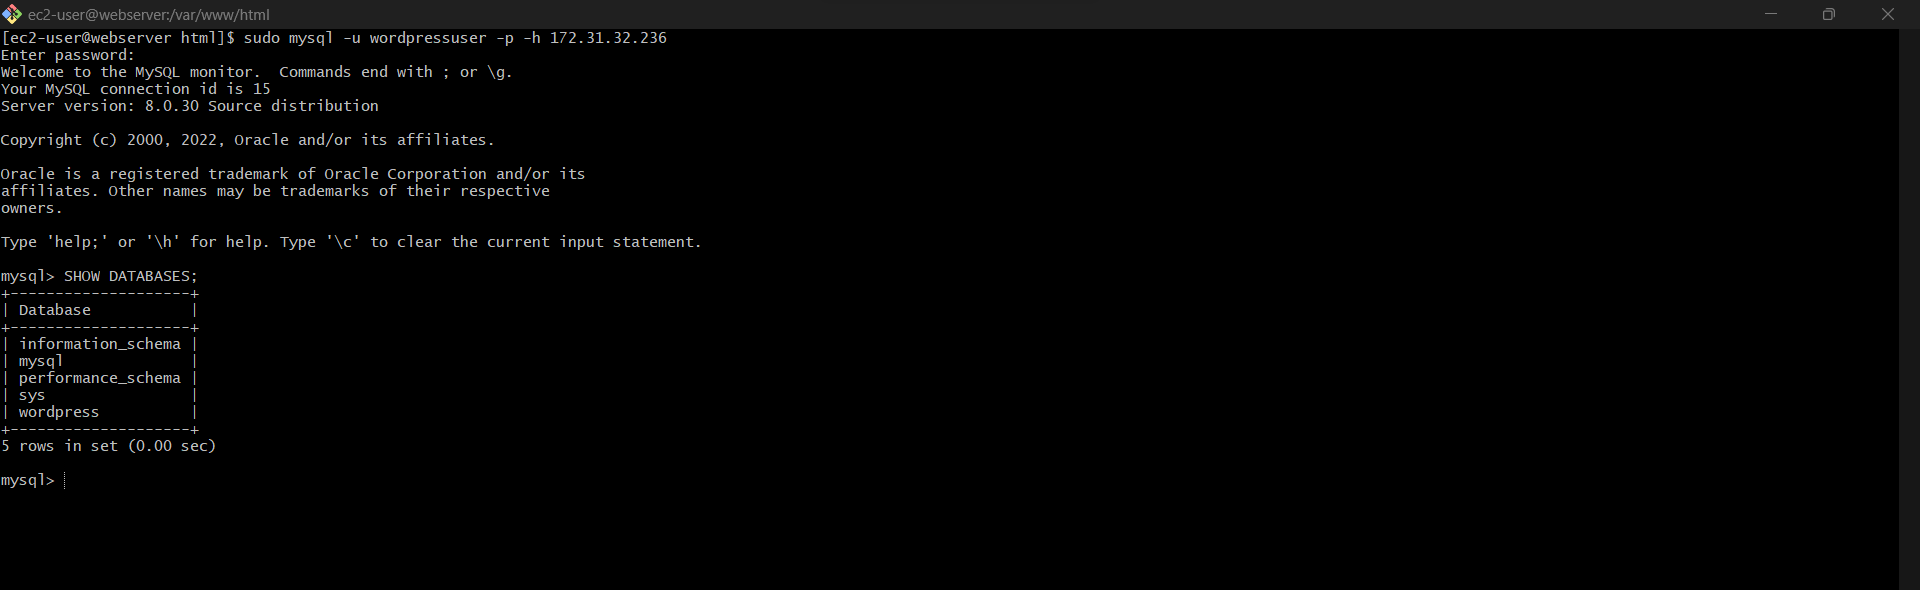 ec2-user@webserver:/var/www/html
[ec2-user@webserver html]$ sudo mysql -u wordpressuser -p -h 172.31.32.236
Enter password:
Welcome to the MySQL monitor.  Commands end with ; or \g.
Your MySQL connection id is 15
Server version: 8.0.30 Source distribution

Copyright (c) 2000, 2022, Oracle and/or its affiliates.

Oracle is a registered trademark of Oracle Corporation and/or its
affiliates. Other names may be trademarks of their respective
owners.

Type 'help;' or '\h' for help. Type '\c' to clear the current input statement.

mysql> SHOW DATABASES;
+--------------------+
| Database           |
+--------------------+
| information_schema |
| mysql              |
| performance_schema |
| sys                |
| wordpress          |
+--------------------+
5 rows in set (0.00 sec)

mysql>